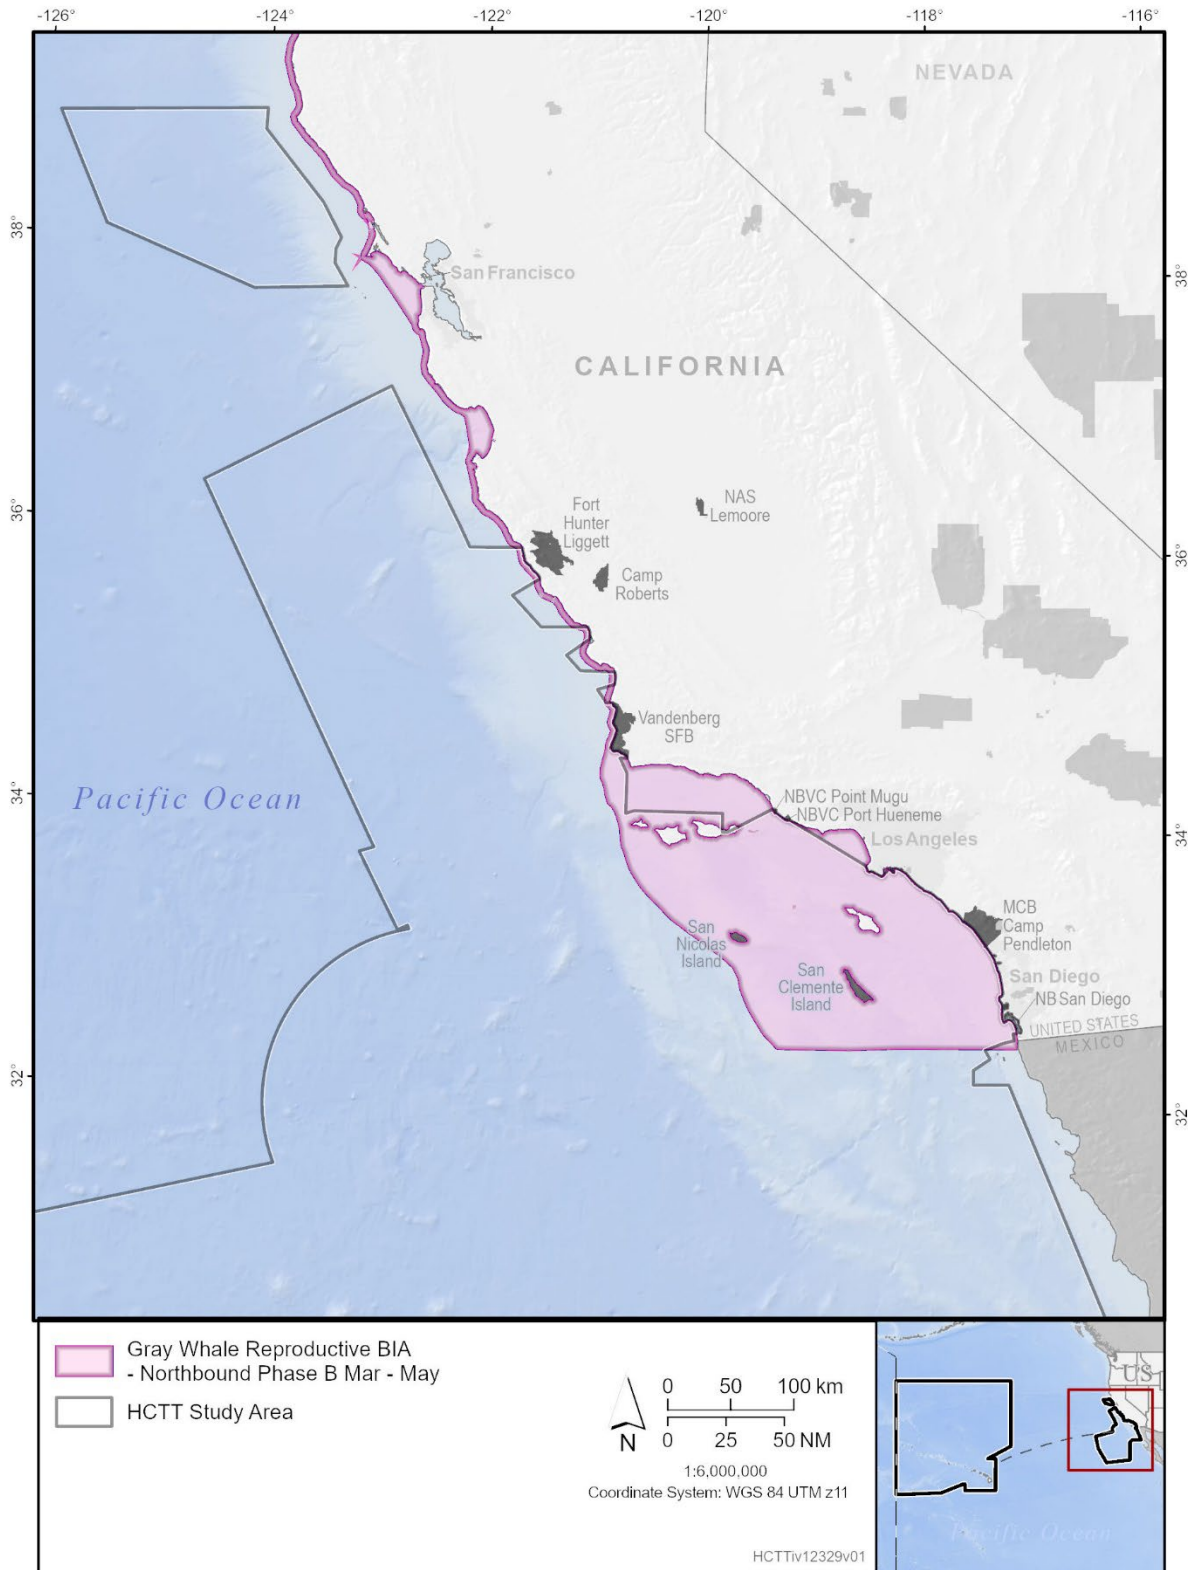 -126°
-124°
-122°
-120°
-118°
-116°
NEVADA
38°
38°
San Francisco
CALIFORNIA
36°
36°
NAS
Lemoore
Fort
Hunter
Liggett
Camp
Roberts
Vandenberg
SFB
34°
34°
Pacific Ocean
NBVC Point Mugu
NBVC Port Hueneme
Los Angeles
MCB
Camp
Pendleton
San
Nicolas
Island
San
Clemente
Island
San Diego
NB San Diego
UNITED STATES
MEXICO
32°
32°
Gray Whale Reproductive BIA
- Northbound Phase B Mar - May
HCTT Study Area
N
0 50 100 km
0 25 50 NM
1:6,000,000
Coordinate System: WGS 84 UTM z11
HCTTiv12329v01
US
Pacific Ocean